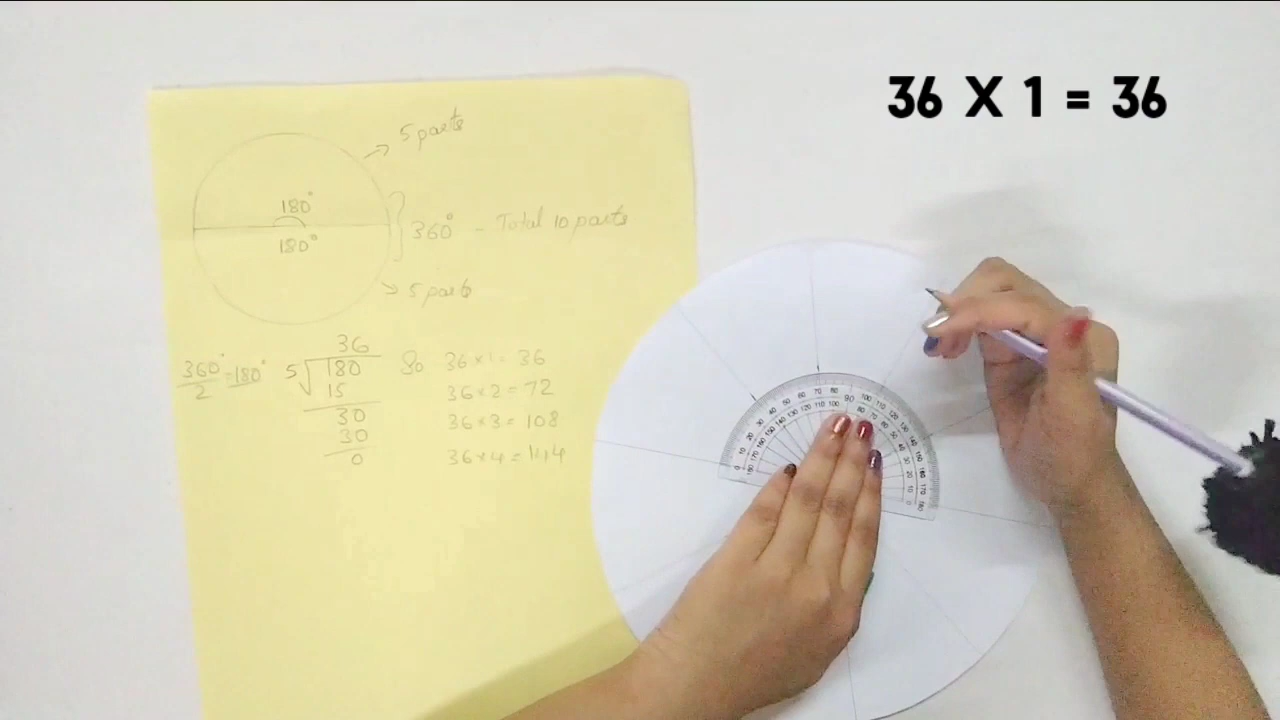 36 X 1 = 36
5 parts
180°
180°
360° - Total 10 parts
5 parts
360° = 180°
2
36
5 180
15
30
30
0
So 36×1 = 36
36×2 = 72
36×3 = 108
36×4 = 144